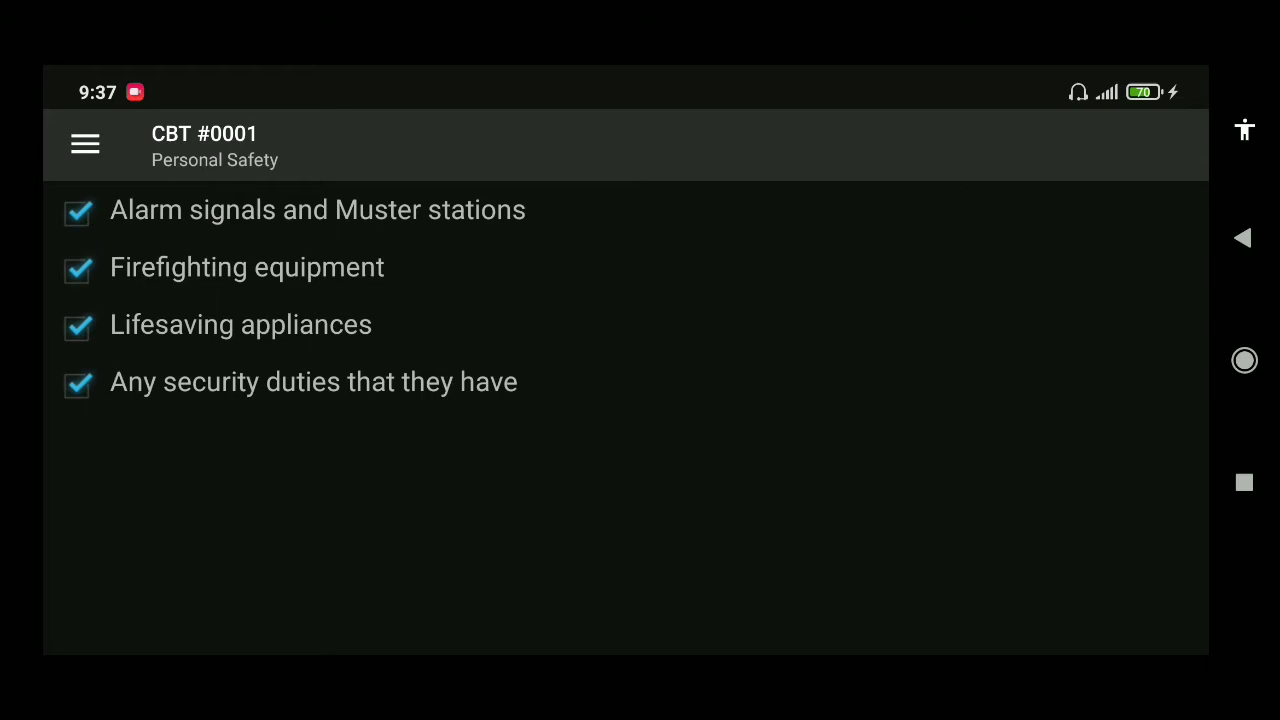 9:37
70
CBT #0001
Personal Safety
Alarm signals and Muster stations
Firefighting equipment
Lifesaving appliances
Any security duties that they have